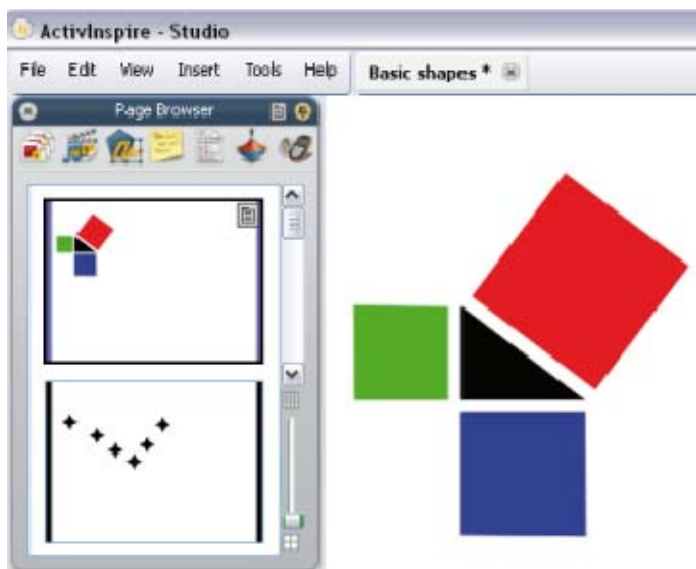 ActivInspire - Studio
File Edit View Insert Tools Help Basic shapes *
Page Browser